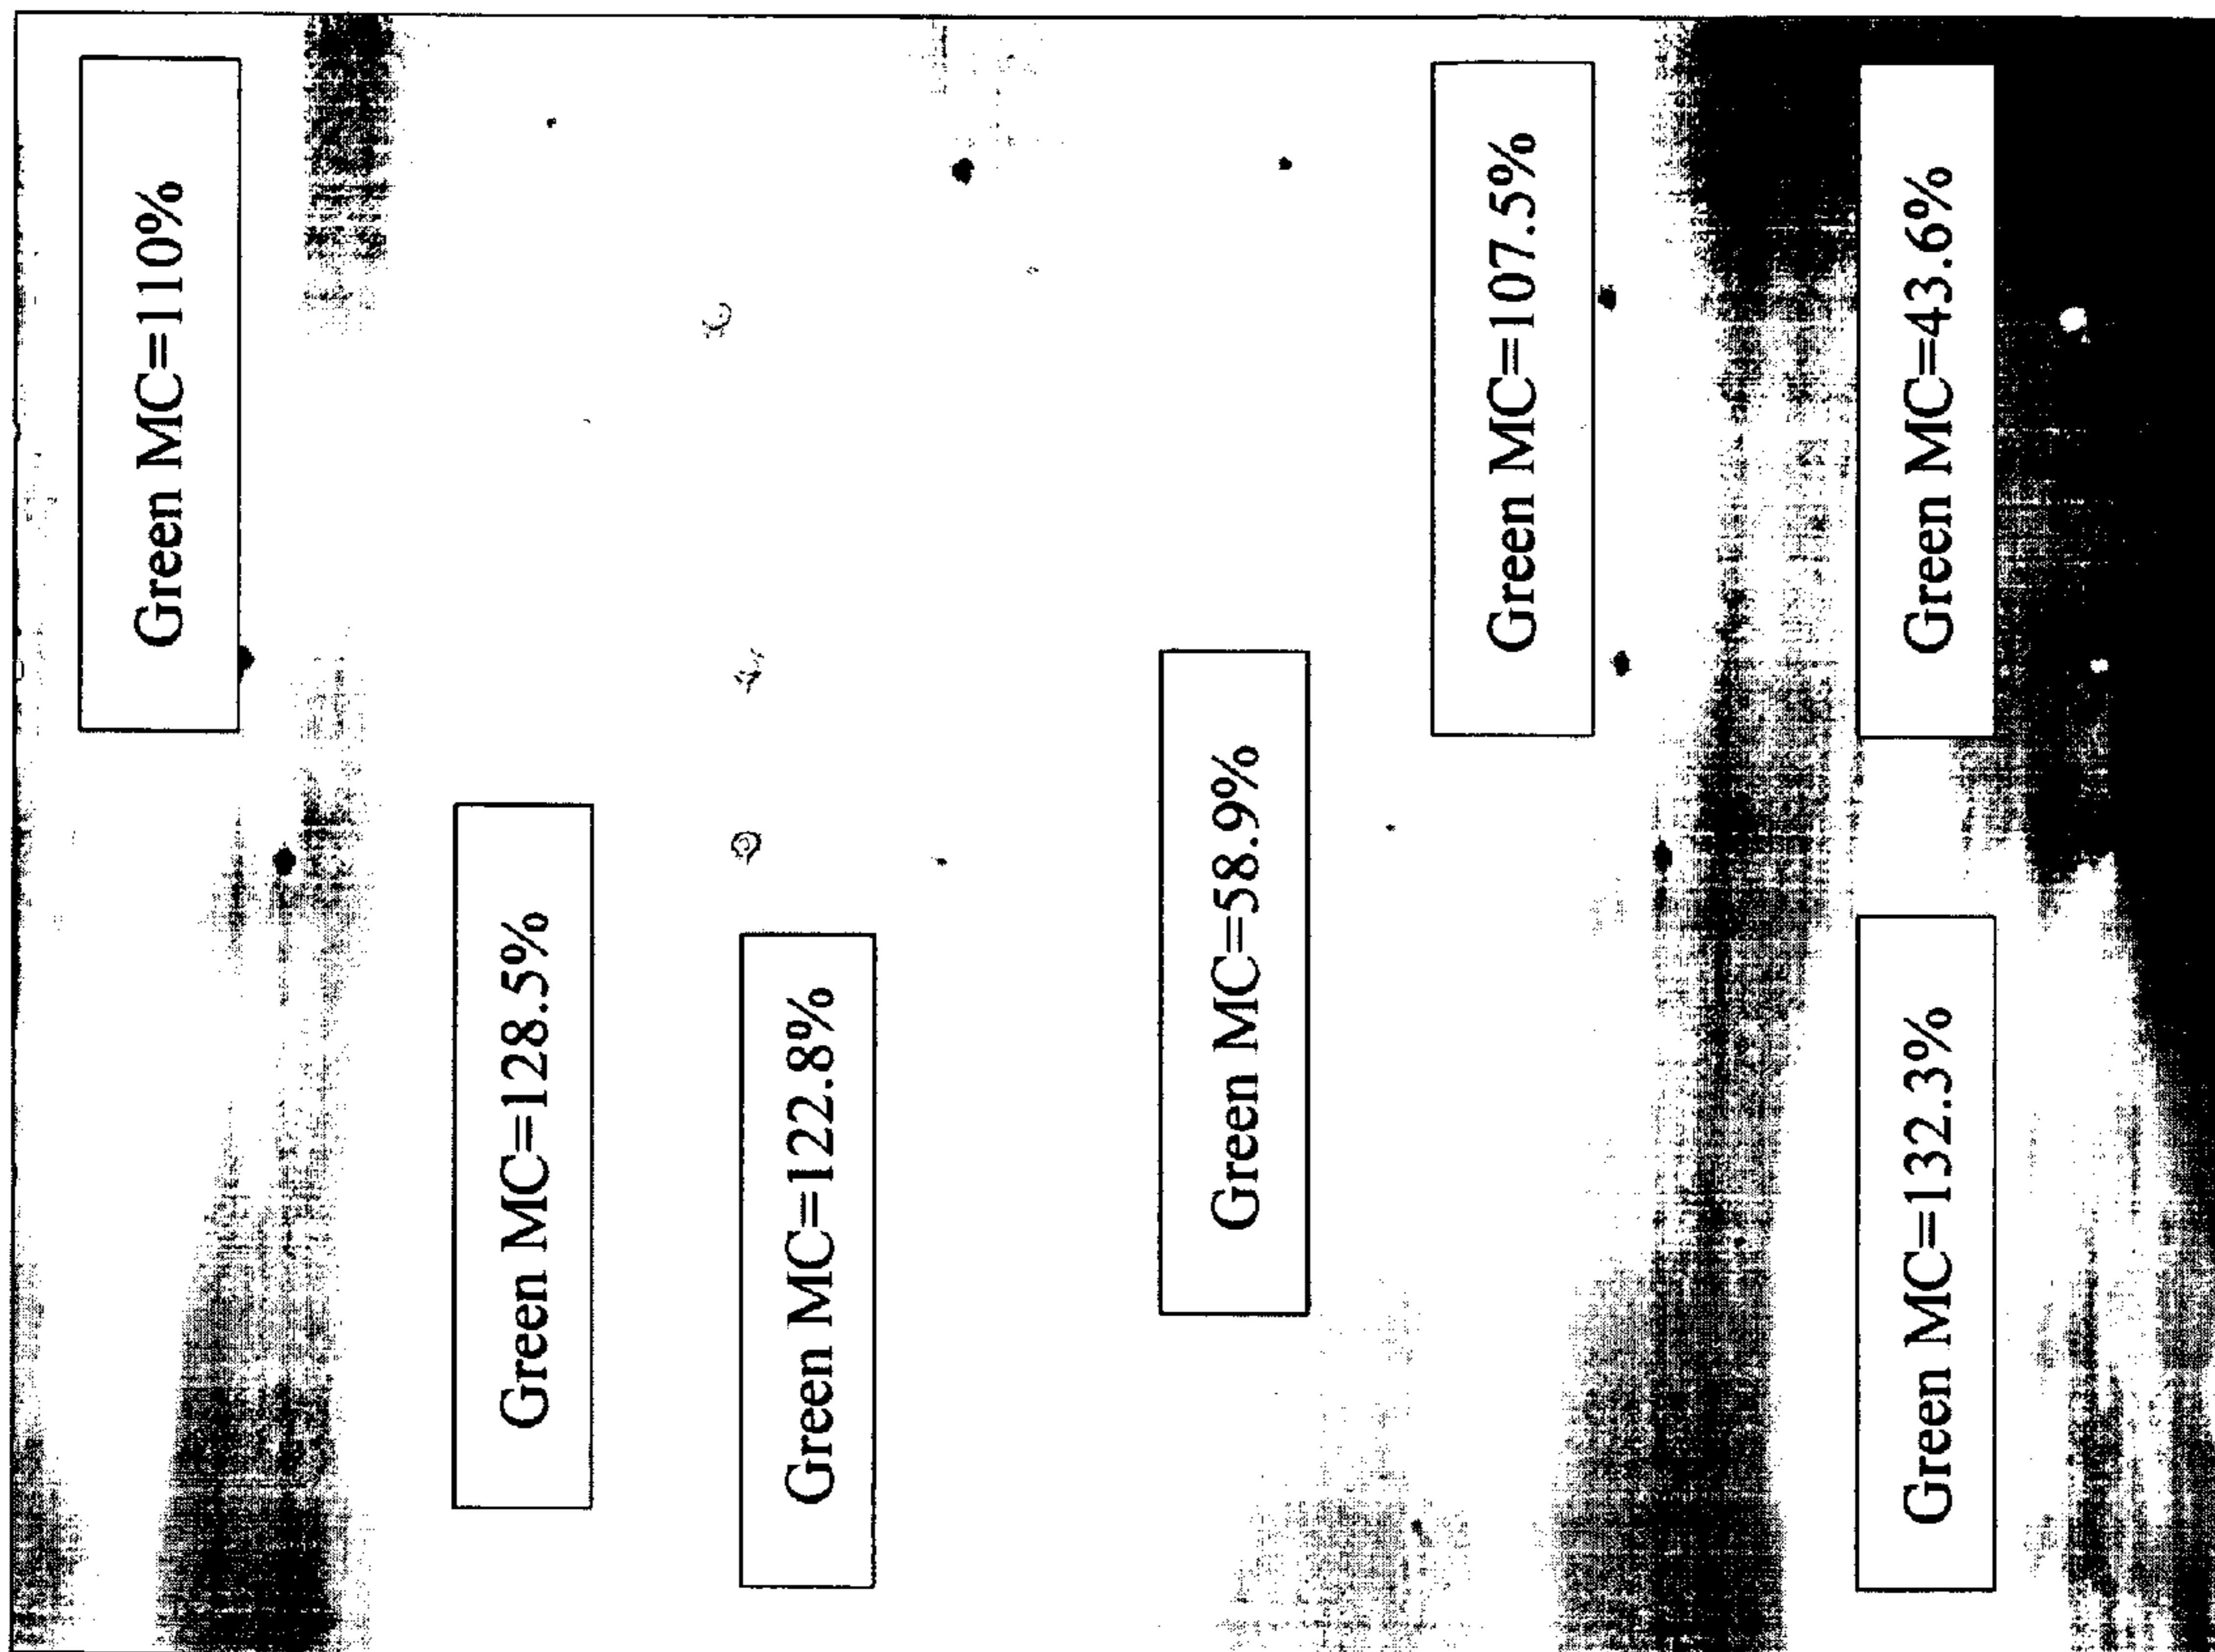 Green MC=110%
Green MC=128.5%
Green MC=122.8%
Green MC=58.9%
Green MC=107.5%
Green MC=132.3%
Green MC=43.6%